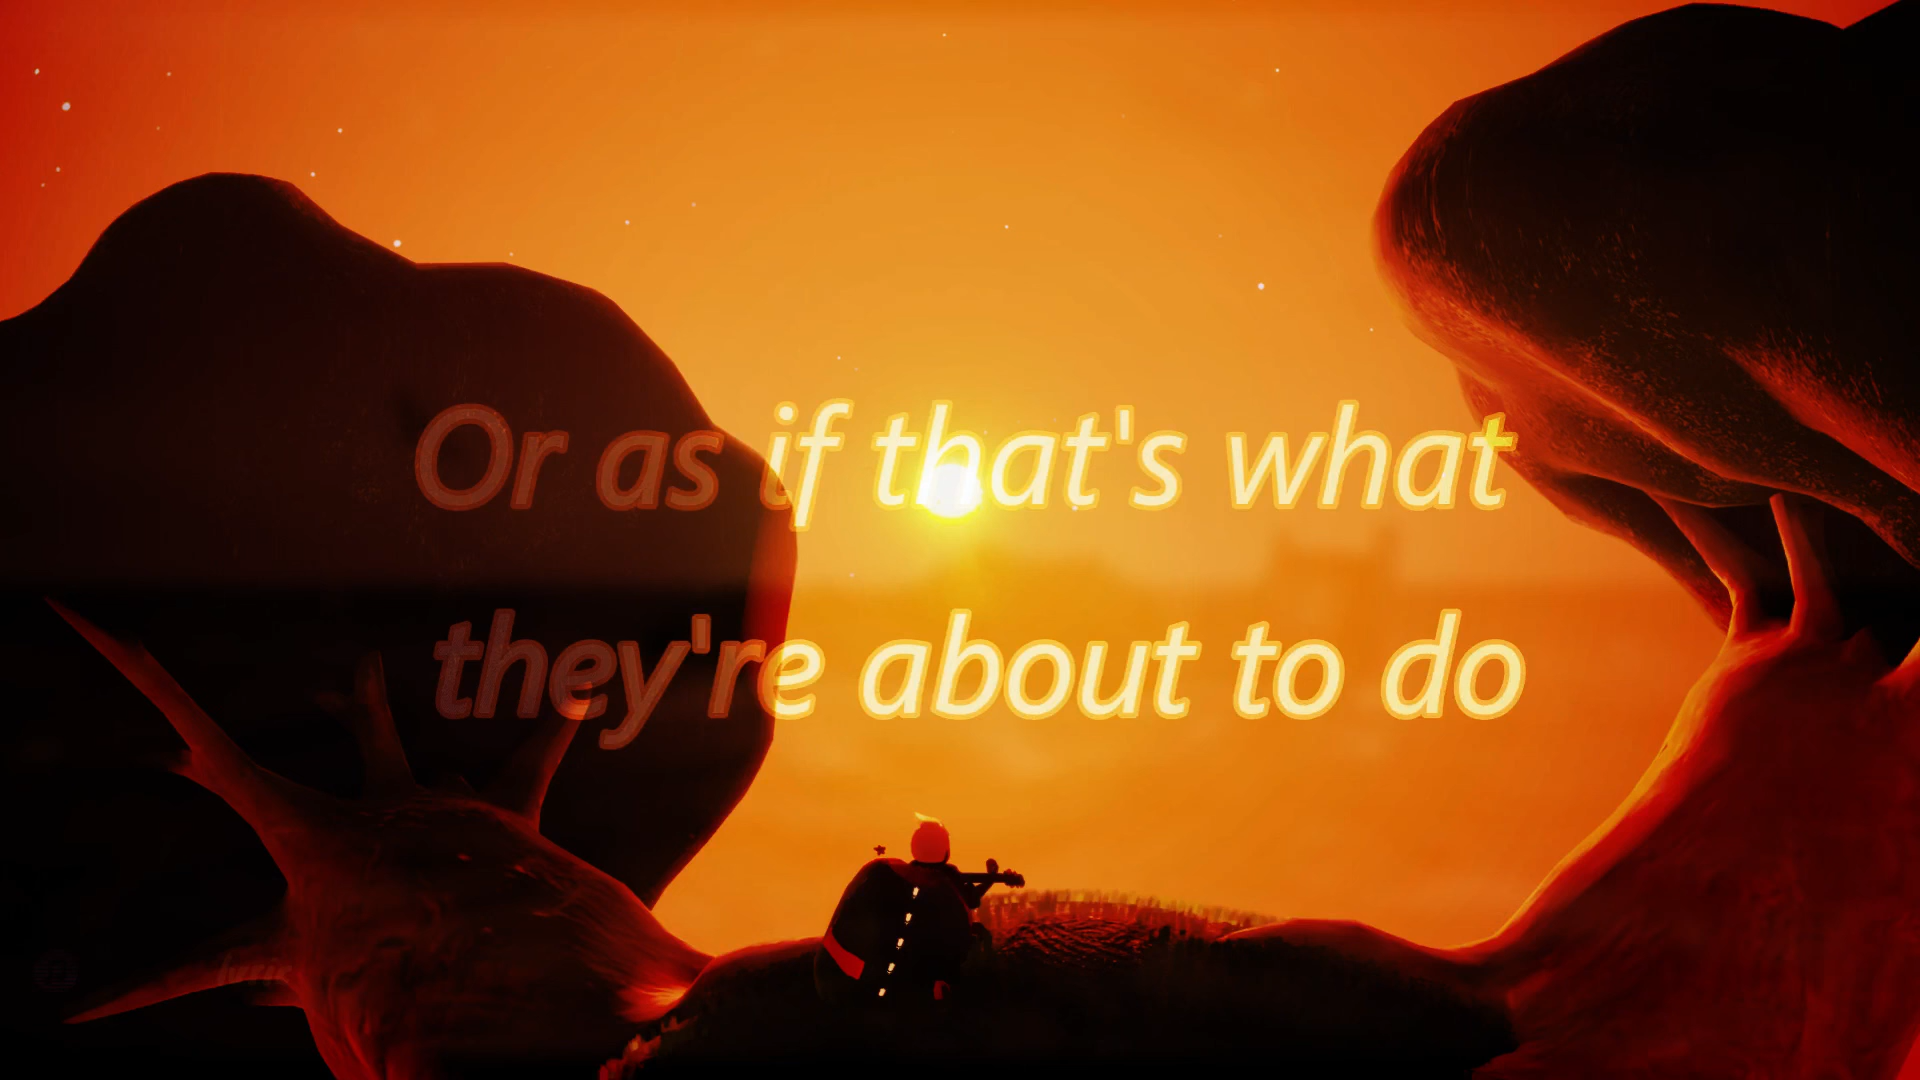 Or as if that's what
they're about to do